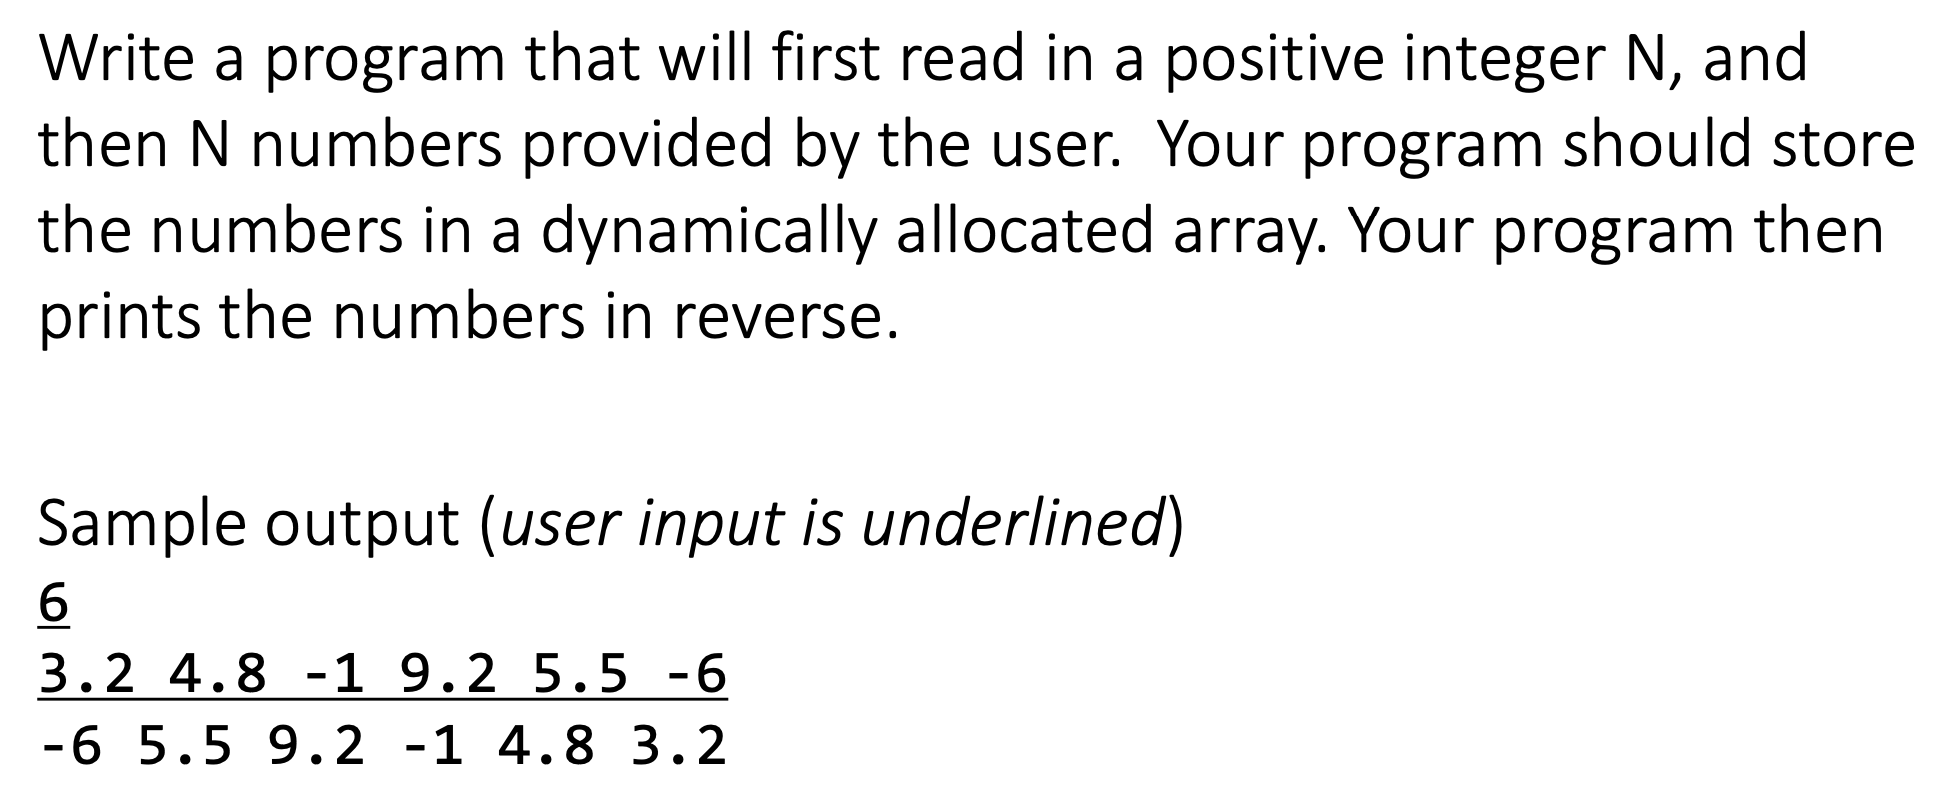 Write a program that will first read in a positive integer N, and
then N numbers provided by the user.  Your program should store
the numbers in a dynamically allocated array. Your program then
prints the numbers in reverse.
Sample output (user input is underlined)
6
3.2 4.8 -1 9.2 5.5 -6
-6 5.5 9.2 -1 4.8 3.2